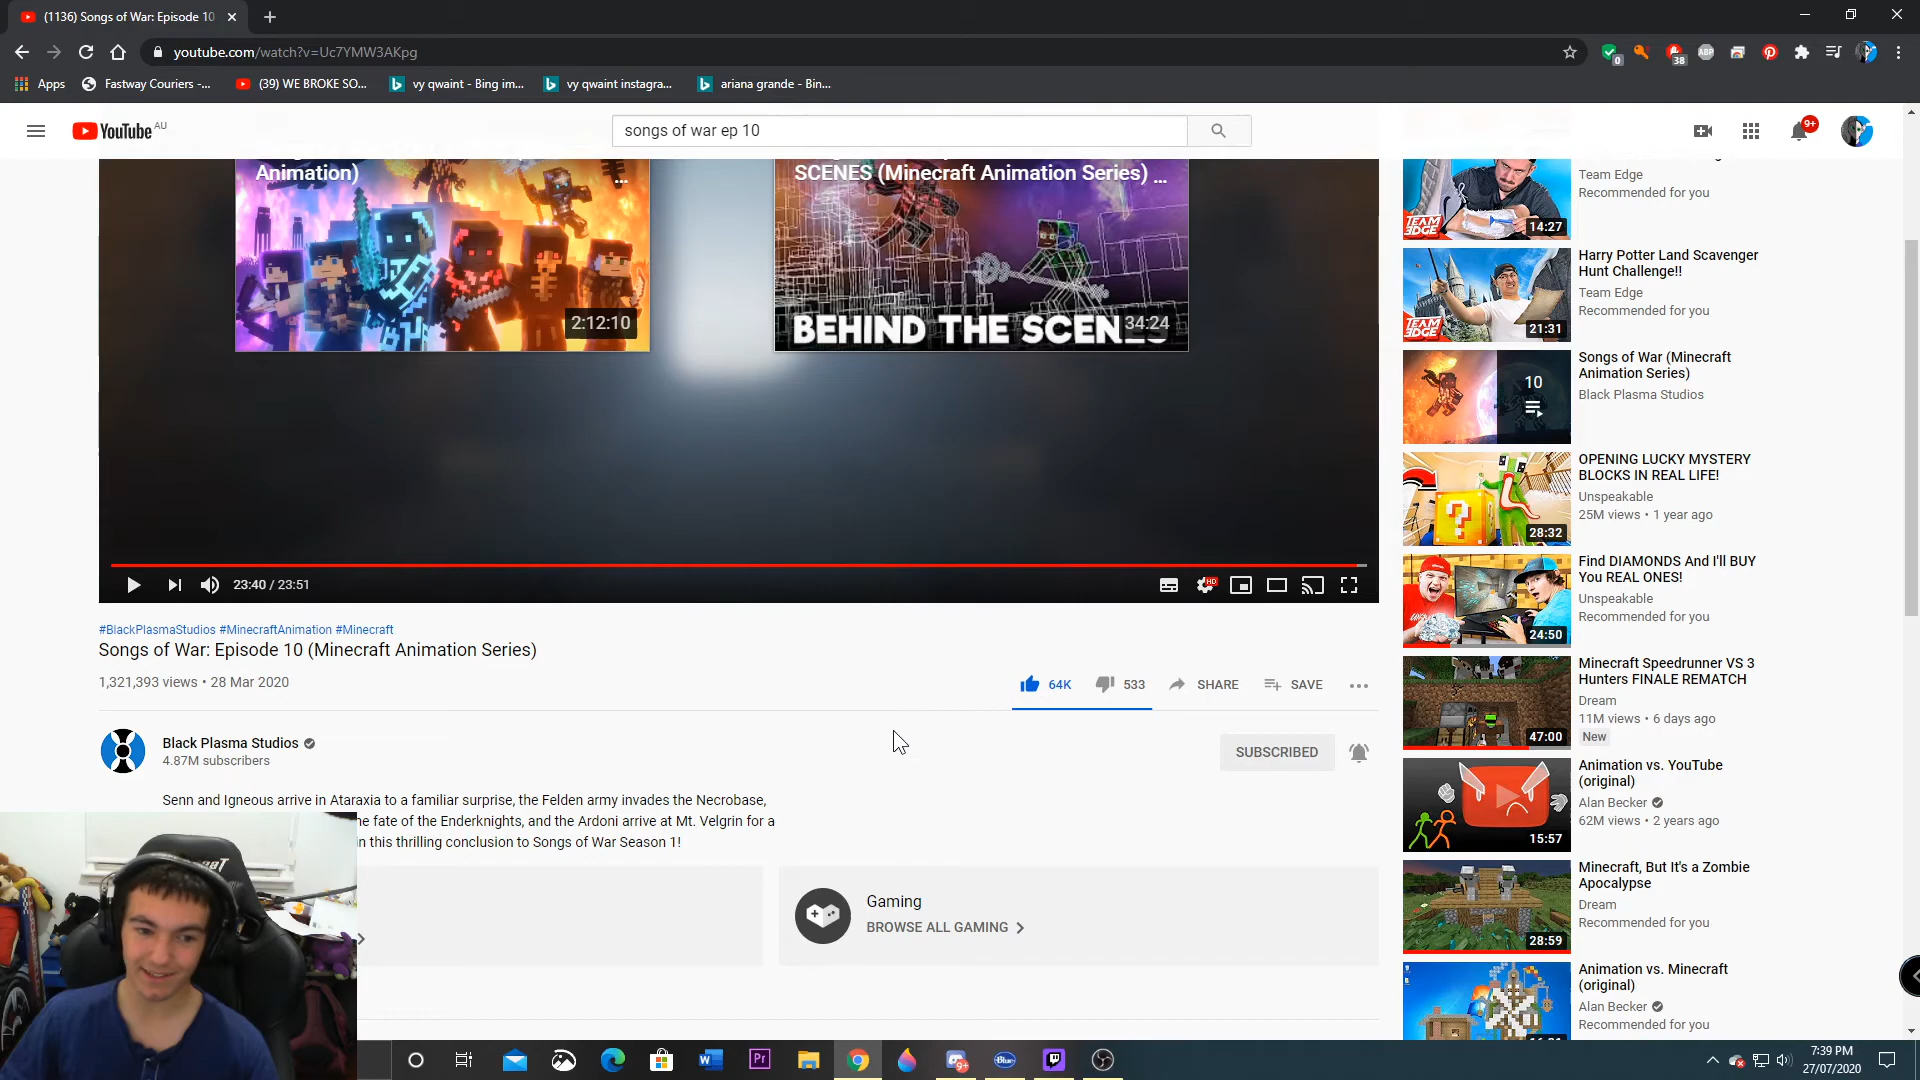 (1136) Songs of War: Episode 10
youtube.com/watch?v=Uc7YMW3AKpg
0
38
ABP
Apps
Fastway Couriers -...
(39) WE BROKE SO...
vy qwaint - Bing im...
vy qwaint instagra...
ariana grande - Bin...
YouTube AU
songs of war ep 10
9+
Animation)
...
2:12:10
SCENES (Minecraft Animation Series) ...
BEHIND THE SCEN
34:24
23:40 / 23:51
HD
#BlackPlasmaStudios #MinecraftAnimation #Minecraft
Songs of War: Episode 10 (Minecraft Animation Series)
1,321,393 views • 28 Mar 2020
64K
533
SHARE
SAVE
Black Plasma Studios
4.87M subscribers
SUBSCRIBED
Senn and Igneous arrive in Ataraxia to a familiar surprise, the Felden army invades the Necrobase,
he fate of the Enderknights, and the Ardoni arrive at Mt. Velgrin for a
n this thrilling conclusion to Songs of War Season 1!
Gaming
BROWSE ALL GAMING
Team Edge
Recommended for you
TEAM EDGE
14:27
Harry Potter Land Scavenger
Hunt Challenge!!
Team Edge
Recommended for you
TEAM EDGE
21:31
Songs of War (Minecraft
Animation Series)
Black Plasma Studios
10
OPENING LUCKY MYSTERY
BLOCKS IN REAL LIFE!
Unspeakable
25M views • 1 year ago
28:32
Find DIAMONDS And I'll BUY
You REAL ONES!
Unspeakable
Recommended for you
24:50
Minecraft Speedrunner VS 3
Hunters FINALE REMATCH
Dream
11M views • 6 days ago
New
47:00
Animation vs. YouTube
(original)
Alan Becker
62M views • 2 years ago
15:57
Minecraft, But It's a Zombie
Apocalypse
Dream
Recommended for you
28:59
Animation vs. Minecraft
(original)
Alan Becker
Recommended for you
Pr
9+
Blue
7:39 PM
27/07/2020